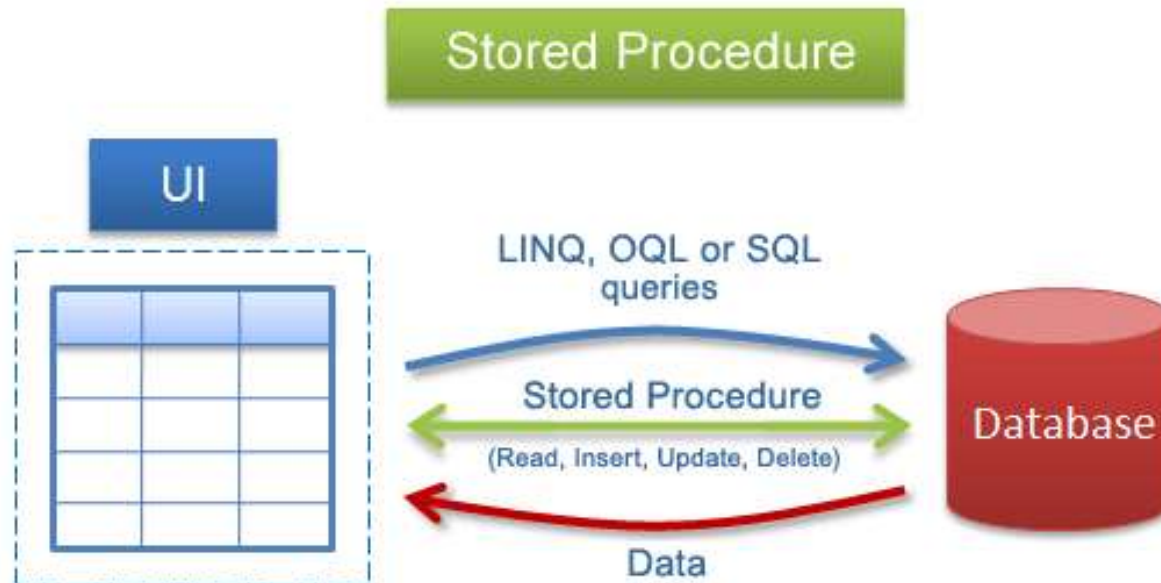 Stored Procedure
UI
LINQ, OQL or SQL
queries
Stored Procedure
(Read, Insert, Update, Delete)
Database
Data